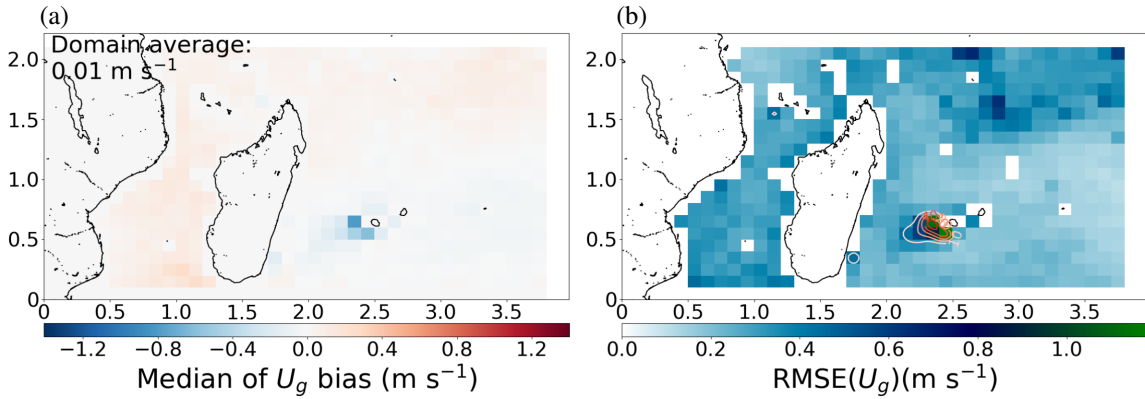 (a)
(b)
Domain average:
0.01 m s⁻¹
2.0
1.5
1.0
0.5
0
0 0.5 1.0 1.5 2.0 2.5 3.0 3.5
−1.2 −0.8 −0.4 0.0 0.4 0.8 1.2
Median of U_g bias (m s⁻¹)
2.0
1.5
1.0
0.5
0
0 0.5 1.0 1.5 2.0 2.5 3.0 3.5
0.0 0.2 0.4 0.6 0.8 1.0
RMSE(U_g)(m s⁻¹)